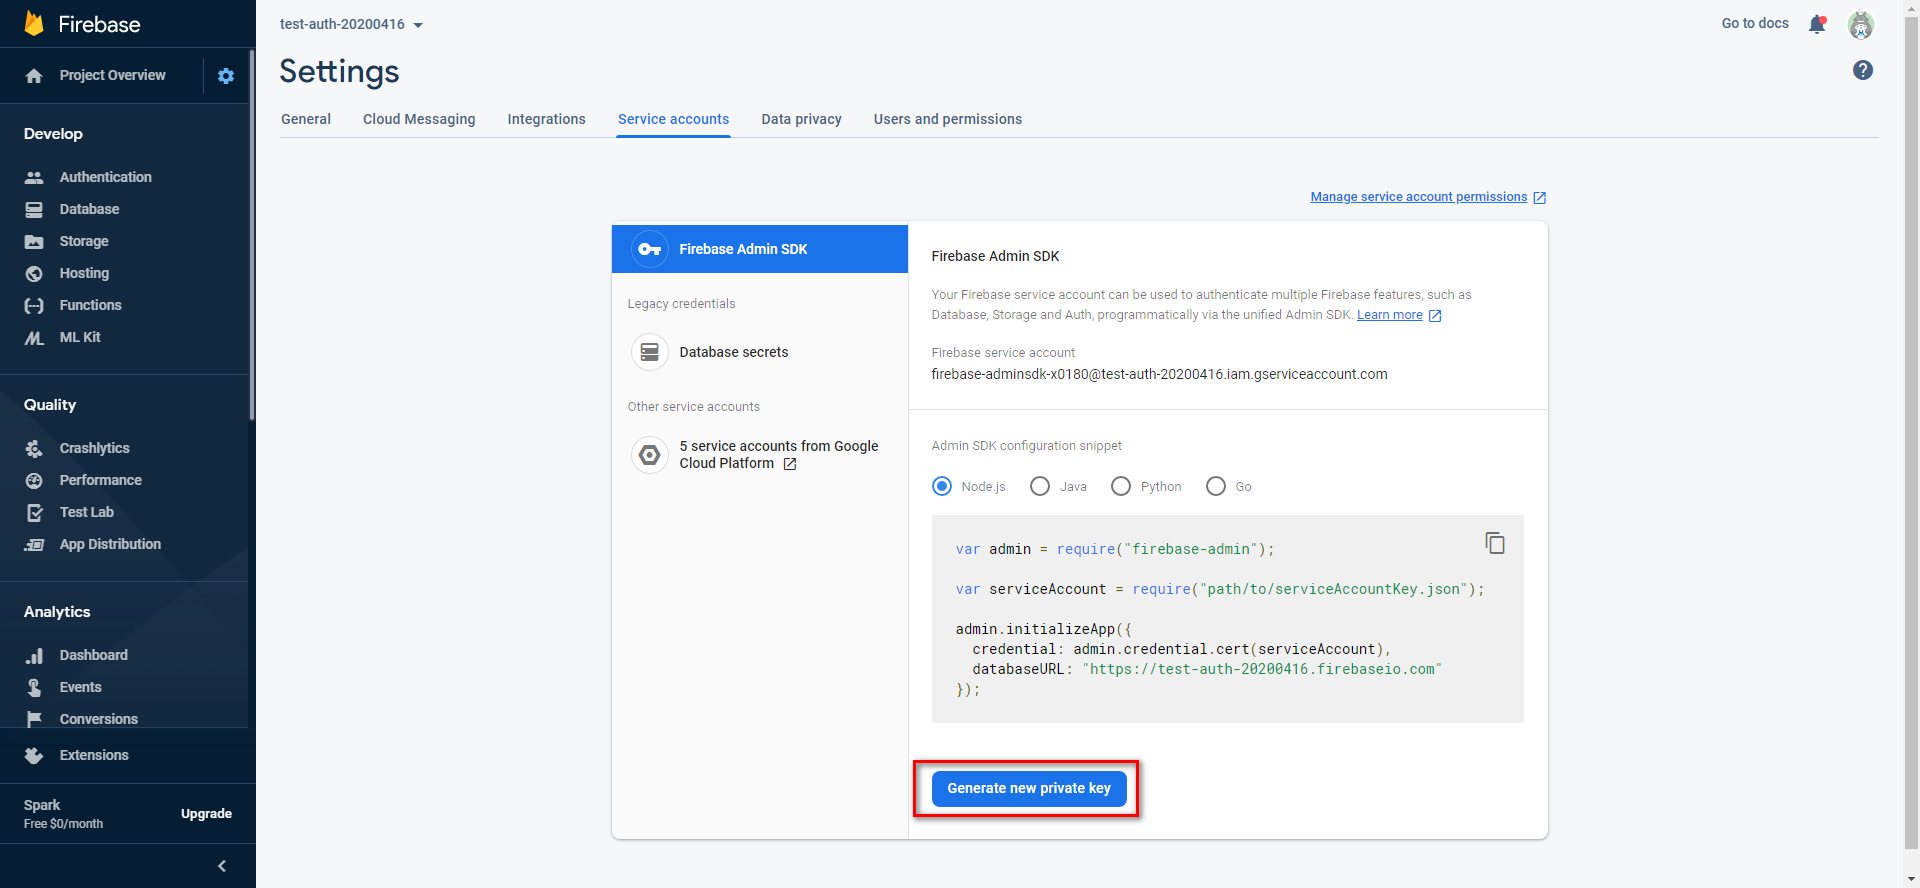 Firebase
Project Overview
Develop
Authentication
Database
Storage
Hosting
Functions
ML Kit
Quality
Crashlytics
Performance
Test Lab
App Distribution
Analytics
Dashboard
Events
Conversions
Extensions
Spark
Free $0/month
Upgrade
test-auth-20200416
Go to docs
Settings
General
Cloud Messaging
Integrations
Service accounts
Data privacy
Users and permissions
Manage service account permissions
Firebase Admin SDK
Legacy credentials
Database secrets
Other service accounts
5 service accounts from Google
Cloud Platform
Firebase Admin SDK
Your Firebase service account can be used to authenticate multiple Firebase features, such as
Database, Storage and Auth, programmatically via the unified Admin SDK. Learn more
Firebase service account
firebase-adminsdk-x0180@test-auth-20200416.iam.gserviceaccount.com
Admin SDK configuration snippet
Node.js
Java
Python
Go
var admin = require("firebase-admin");
var serviceAccount = require("path/to/serviceAccountKey.json");
admin.initializeApp({
  credential: admin.credential.cert(serviceAccount),
  databaseURL: "https://test-auth-20200416.firebaseio.com"
});
Generate new private key